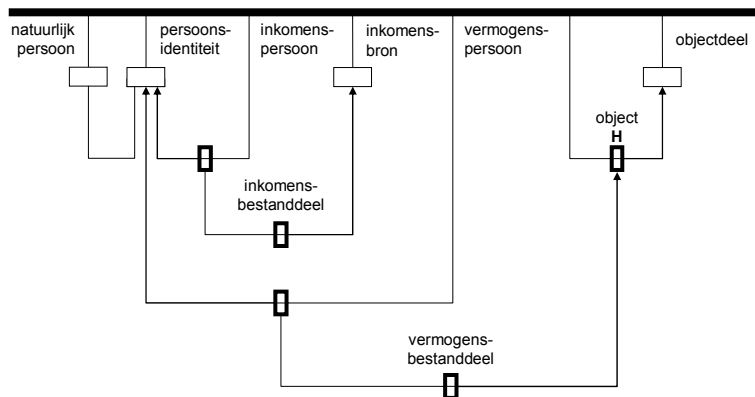 natuurlijk
persoon
persoons-
identiteit
inkomens-
persoon
inkomens-
bron
vermogens-
persoon
objectdeel
object
H
inkomens-
bestanddeel
vermogens-
bestanddeel